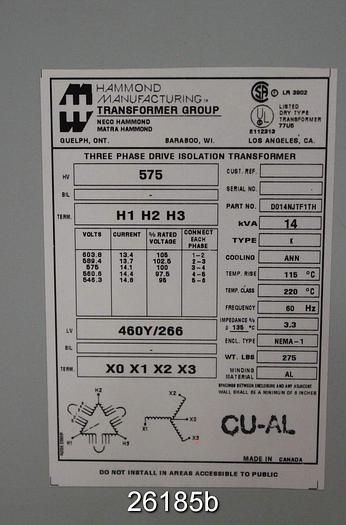 HAMMOND
MANUFACTURING™
TRANSFORMER GROUP
NECO HAMMOND
MATRA HAMMOND
GUELPH, ONT. BARABOO, WI. LOS ANGELES, CA.
LR 3902
LISTED
DRY TYPE
TRANSFORMER
77U6
E112313
THREE PHASE DRIVE ISOLATION TRANSFORMER
HV 575
BIL -
TERM. H1 H2 H3
VOLTS CURRENT % RATED VOLTAGE CONNECT EACH PHASE
603.8 13.4 105 1-2
589.4 13.7 102.5 2-3
575 14.1 100 3-4
560.6 14.4 97.5 4-5
546.3 14.8 95 5-6
LV 460Y/266
BIL -
TERM. X0 X1 X2 X3
CUST. REF.
SERIAL NO.
PART NO. D014NJTF1TH
kVA 14
TYPE K
COOLING ANN
TEMP. RISE 115 °C
TEMP. CLASS 220 °C
FREQUENCY 60 Hz
IMPEDANCE % @ 135 °C 3.3
ENCL. TYPE NEMA-1
WT. LBS 275
WINDING MATERIAL AL
SPACINGS BETWEEN ENCLOSURE AND ANY ADJACENT
WALL SHALL BE A MINIMUM OF 6 INCHES
H2
H1
H3
X2
X0
X1
X3
CU-AL
MADE IN CANADA
DO NOT INSTALL IN AREAS ACCESSIBLE TO PUBLIC
26185b